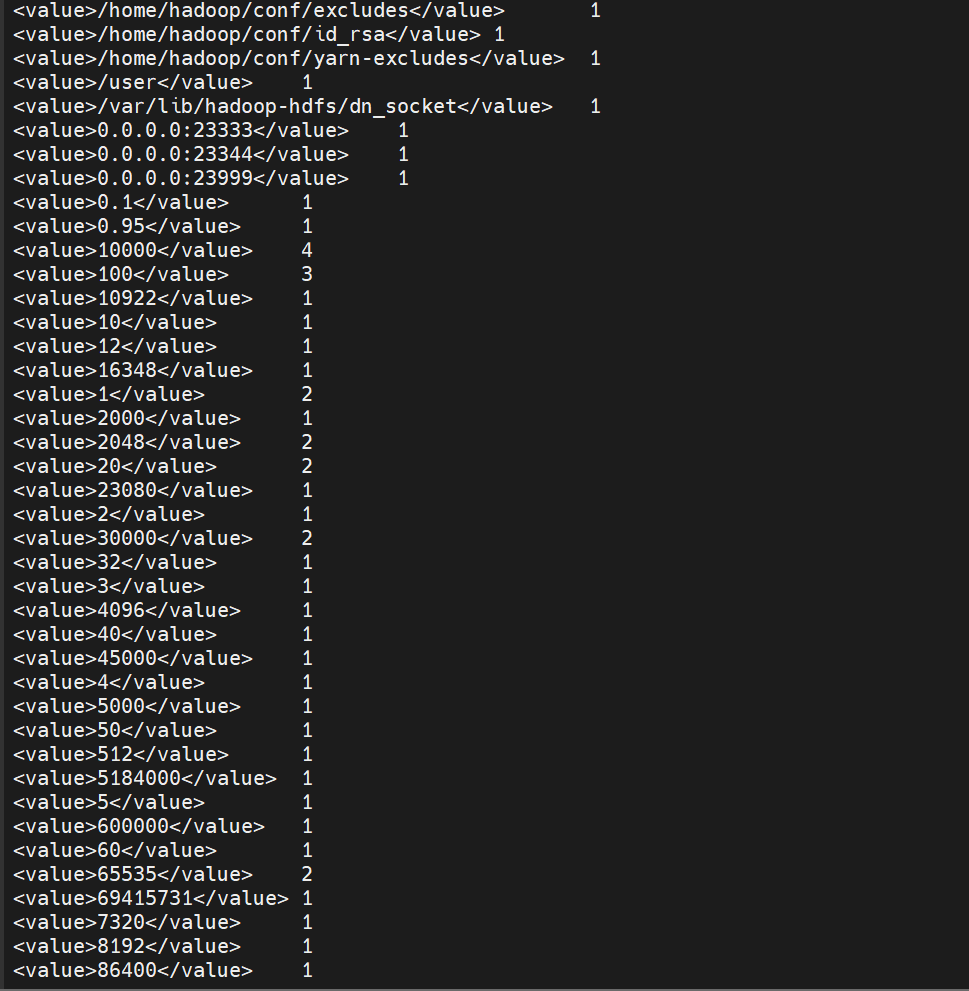 <value>/home/hadoop/conf/excludes</value>	1
<value>/home/hadoop/conf/id_rsa</value>	1
<value>/home/hadoop/conf/yarn-excludes</value>	1
<value>/user</value>	1
<value>/var/lib/hadoop-hdfs/dn_socket</value>	1
<value>0.0.0.0:23333</value>	1
<value>0.0.0.0:23344</value>	1
<value>0.0.0.0:23999</value>	1
<value>0.1</value>	1
<value>0.95</value>	1
<value>10000</value>	4
<value>100</value>	3
<value>10922</value>	1
<value>10</value>	1
<value>12</value>	1
<value>16348</value>	1
<value>1</value>	2
<value>2000</value>	1
<value>2048</value>	2
<value>20</value>	2
<value>23080</value>	1
<value>2</value>	1
<value>30000</value>	2
<value>32</value>	1
<value>3</value>	1
<value>4096</value>	1
<value>40</value>	1
<value>45000</value>	1
<value>4</value>	1
<value>5000</value>	1
<value>50</value>	1
<value>512</value>	1
<value>5184000</value>	1
<value>5</value>	1
<value>600000</value>	1
<value>60</value>	1
<value>65535</value>	2
<value>69415731</value>	1
<value>7320</value>	1
<value>8192</value>	1
<value>86400</value>	1